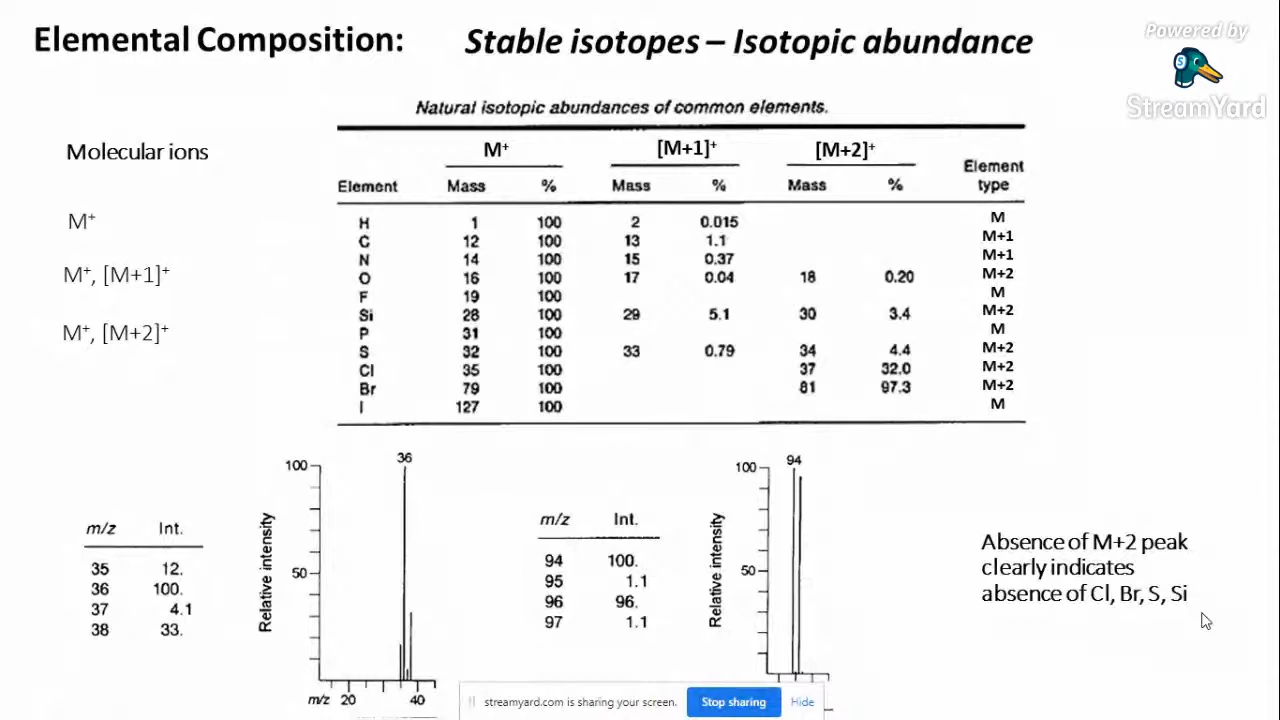 Elemental Composition: Stable isotopes – Isotopic abundance
Powered by
StreamYard
Natural isotopic abundances of common elements.
Molecular ions
M⁺
M⁺, [M+1]⁺
M⁺, [M+2]⁺
M⁺ [M+1]⁺ [M+2]⁺ Element
Element Mass % Mass % Mass % type
H 1 100 2 0.015 M
C 12 100 13 1.1 M+1
N 14 100 15 0.37 M+1
O 16 100 17 0.04 18 0.20 M+2
F 19 100 M
Si 28 100 29 5.1 30 3.4 M+2
P 31 100 M
S 32 100 33 0.79 34 4.4 M+2
Cl 35 100 37 32.0 M+2
Br 79 100 81 97.3 M+2
I 127 100 M
m/z Int.
35 12.
36 100.
37 4.1
38 33.
36
100
50
Relative intensity
m/z 20 40
m/z Int.
94 100.
95 1.1
96 96.
97 1.1
94
100
50
Relative intensity
Absence of M+2 peak
clearly indicates
absence of Cl, Br, S, Si
streamyard.com is sharing your screen. Stop sharing Hide